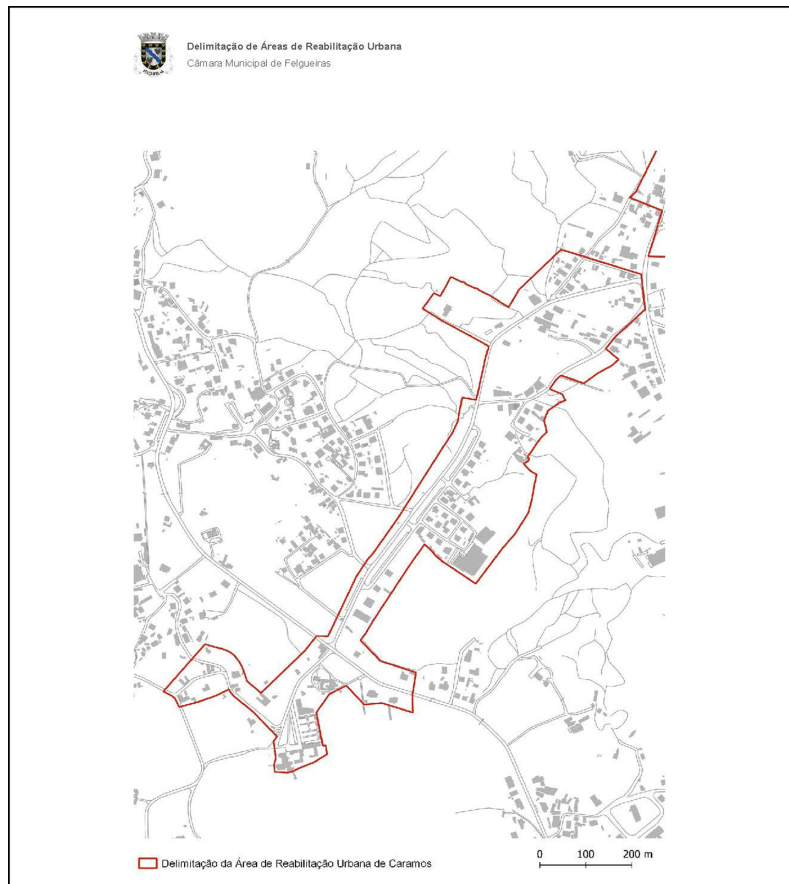 Delimitação de Áreas de Reabilitação Urbana
Câmara Municipal de Felgueiras
Delimitação da Área de Reabilitação Urbana de Caramos
0 100 200 m